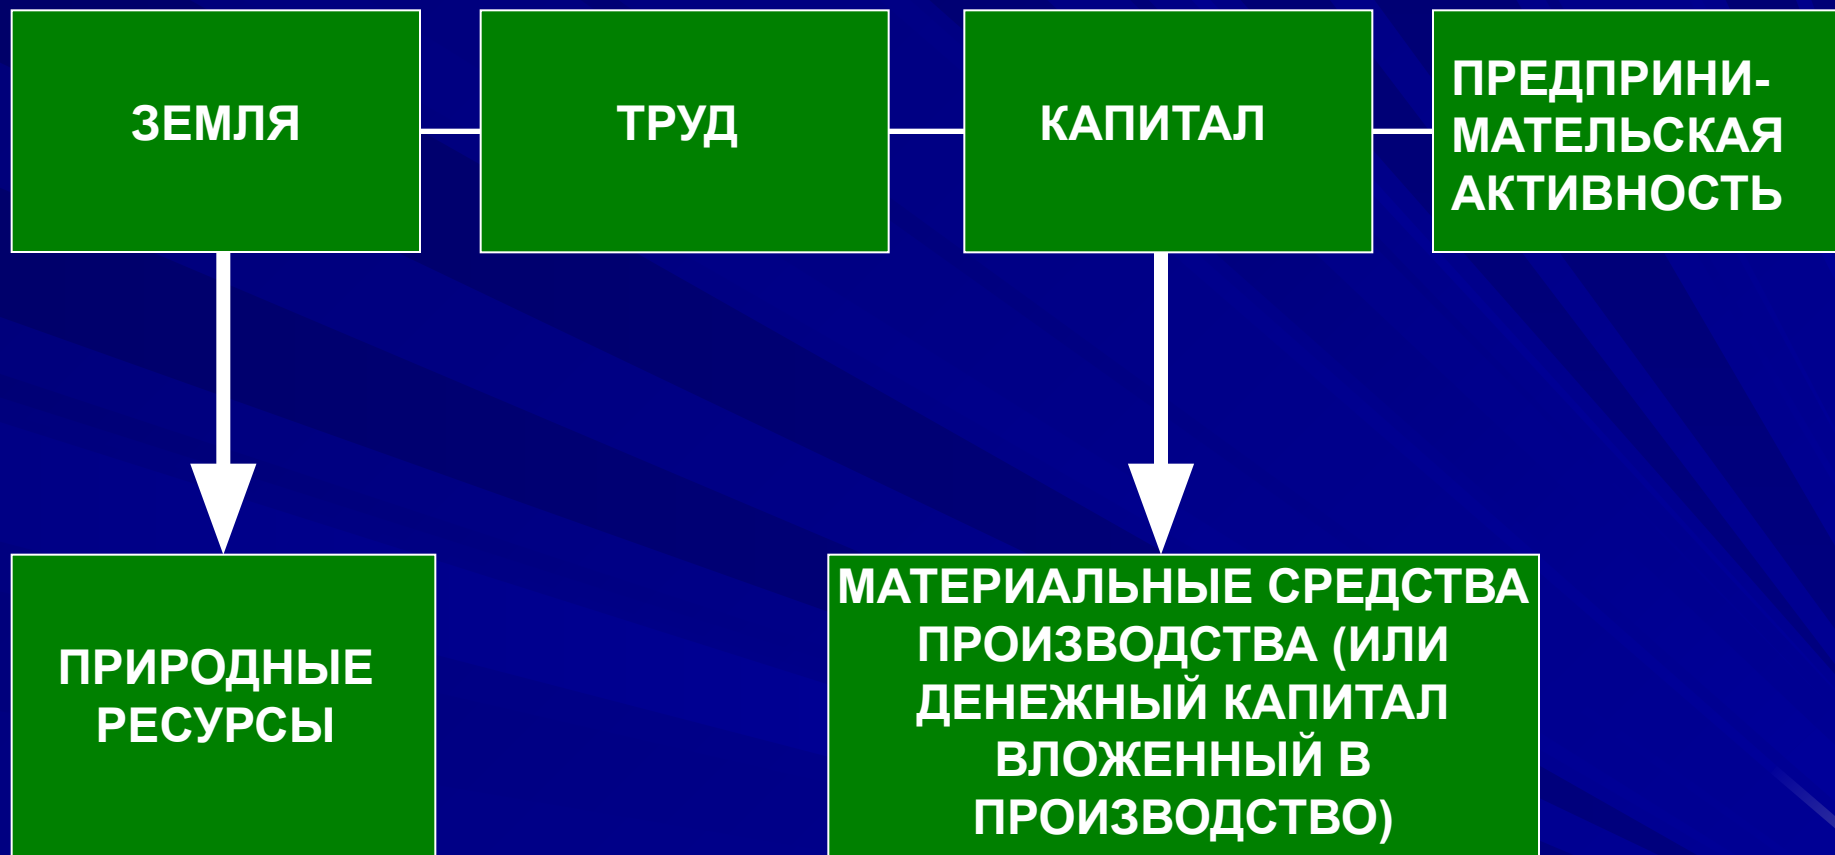 ЗЕМЛЯ
ТРУД
КАПИТАЛ
ПРЕДПРИНИ-
МАТЕЛЬСКАЯ
АКТИВНОСТЬ
ПРИРОДНЫЕ
РЕСУРСЫ
МАТЕРИАЛЬНЫЕ СРЕДСТВА
ПРОИЗВОДСТВА (ИЛИ
ДЕНЕЖНЫЙ КАПИТАЛ
ВЛОЖЕННЫЙ В
ПРОИЗВОДСТВО)